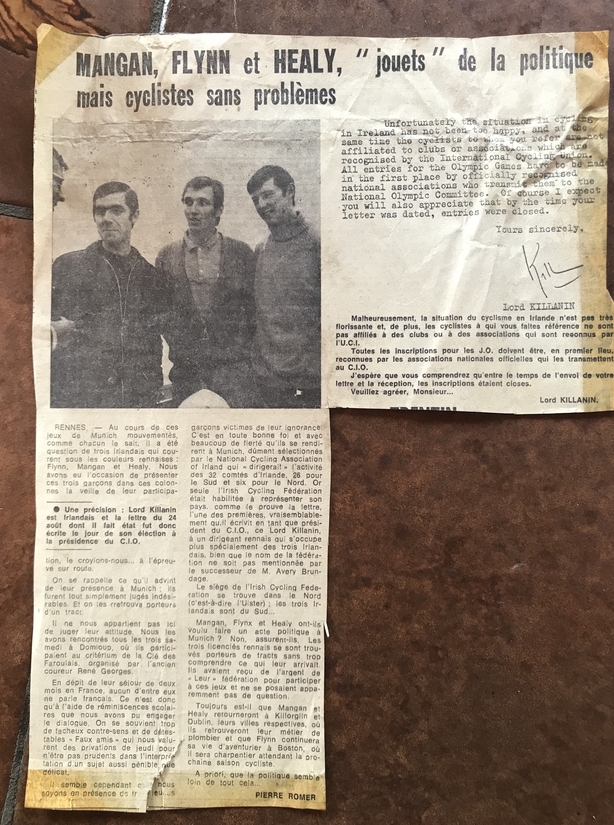 MANGAN, FLYNN et HEALY, "jouets" de la politique
mais cyclistes sans problèmes
Unfortunately the situation in cycling
in Ireland has not been too happy, and at the
same time the cyclists to whom you refer are not
affiliated to clubs or associations which are
recognised by the International Cycling Union.
All entries for the Olympic Games have to be made
in the first place by officially recognised
national associations who transmit them to the
National Olympic Committee. Of course I expect
you will also appreciate that by the time your
letter was dated, entries were closed.
Yours sincerely,
Lord KILLANIN
Malheureusement, la situation du cyclisme en Irlande n'est pas très
florissante et, de plus, les cyclistes à qui vous faites référence ne sont
pas affiliés à des clubs ou à des associations qui sont reconnus par
l'U.C.I.
Toutes les inscriptions pour les J.O. doivent être, en premier lieu,
reconnues par les associations nationales officielles qui les transmettent
au C.I.O.
J'espère que vous comprendrez qu'entre le temps de l'envoi de votre
lettre et la réception, les inscriptions étaient closes.
Veuillez agréer, Monsieur...
Lord KILLANIN.
RENNES. — Au cours de ces
jeux de Munich mouvementés,
comme chacun le sait, il a été
question de trois Irlandais qui cou-
rent sous les couleurs rennaises :
Flynn, Mangan et Healy. Nous
avons eu l'occasion de présenter
ces trois garçons dans ces colon-
nes la veille de leur participa-
● Une précision : Lord Killanin
est Irlandais et la lettre du 24
août dont il fait état fut donc
écrite le jour de son élection à
la présidence du C.I.O.
tion, le croyions-nous... à l'épreu-
ve sur route.
On se rappelle ce qu'il advint
de leur présence à Munich : ils
furent tout simplement jugés indési-
rables. Et on les retrouva porteurs
d'un tract.
Il ne nous appartient pas ici
de juger leur attitude. Nous les
avons rencontrés tous les trois sa-
medi à Domloup, où ils partici-
paient au critérium de la Clé des
Faroulais, organisé par l'ancien
coureur René Georges.
En dépit de leur séjour de deux
mois en France, aucun d'entre eux
ne parle français. Ce n'est donc
qu'à l'aide de réminiscences scolai-
res que nous avons pu engager
le dialogue. On se souvient trop
de fâcheux contre-sens et de détes-
tables « Faux amis » qui nous valu-
rent des privations de jeudi pour
n'être pas prudents dans l'interpré-
tation d'un sujet aussi pénible que
délicat.
Il semble cependant nous
soyons en présence de
garçons victimes de leur ignorance
C'est en toute bonne foi et avec
beaucoup de fierté qu'ils se rendi-
rent à Munich, dûment sélectionnés
par le National Cycling Association
of Irland qui « dirigerait » l'activité
des 32 comtés d'Irlande, 26 pour
le Sud et six pour le Nord. Or
seule l'Irish Cycling Fédération
était habilitée à représenter son
pays, comme le prouve la lettre,
l'une des premières, vraisemblable-
ment qu'il écrivit en tant que prési-
dent du C.I.O., ce Lord Killanin,
à un dirigeant rennais qui s'occupe
plus spécialement des trois Irlan-
dais, bien que le nom de la fédéra-
tion ne soit pas mentionnée par
le successeur de M. Avery Brun-
dage.
Le siège de l'Irish Cycling Fede-
ration se trouve dans le Nord
(c'est-à-dire l'Ulster) ; les trois Ir-
landais sont du Sud...
Mangan, Flynx et Healy ont-ils
voulu faire un acte politique à
Munich ? Non, assurent-ils. Les
trois licenciés rennais se sont trou-
vés porteurs de tracts sans trop
comprendre ce qui leur arrivait.
Ils avaient reçu de l'argent de
« Leur » fédération pour participer
à ces jeux et ne se posaient appa-
remment pas de question.
Toujours est-il que Mangan
Healy retourneront à Killorglin et
Dublin, leurs villes respectives, où
ils retrouveront leur métier de
plombier et que Flynn continuera
sa vie d'aventurier à Boston, où
il sera charpentier attendant la pro-
chaine saison cycliste.
A priori, que la politique semble
loin de tout cela...
PIERRE ROMER